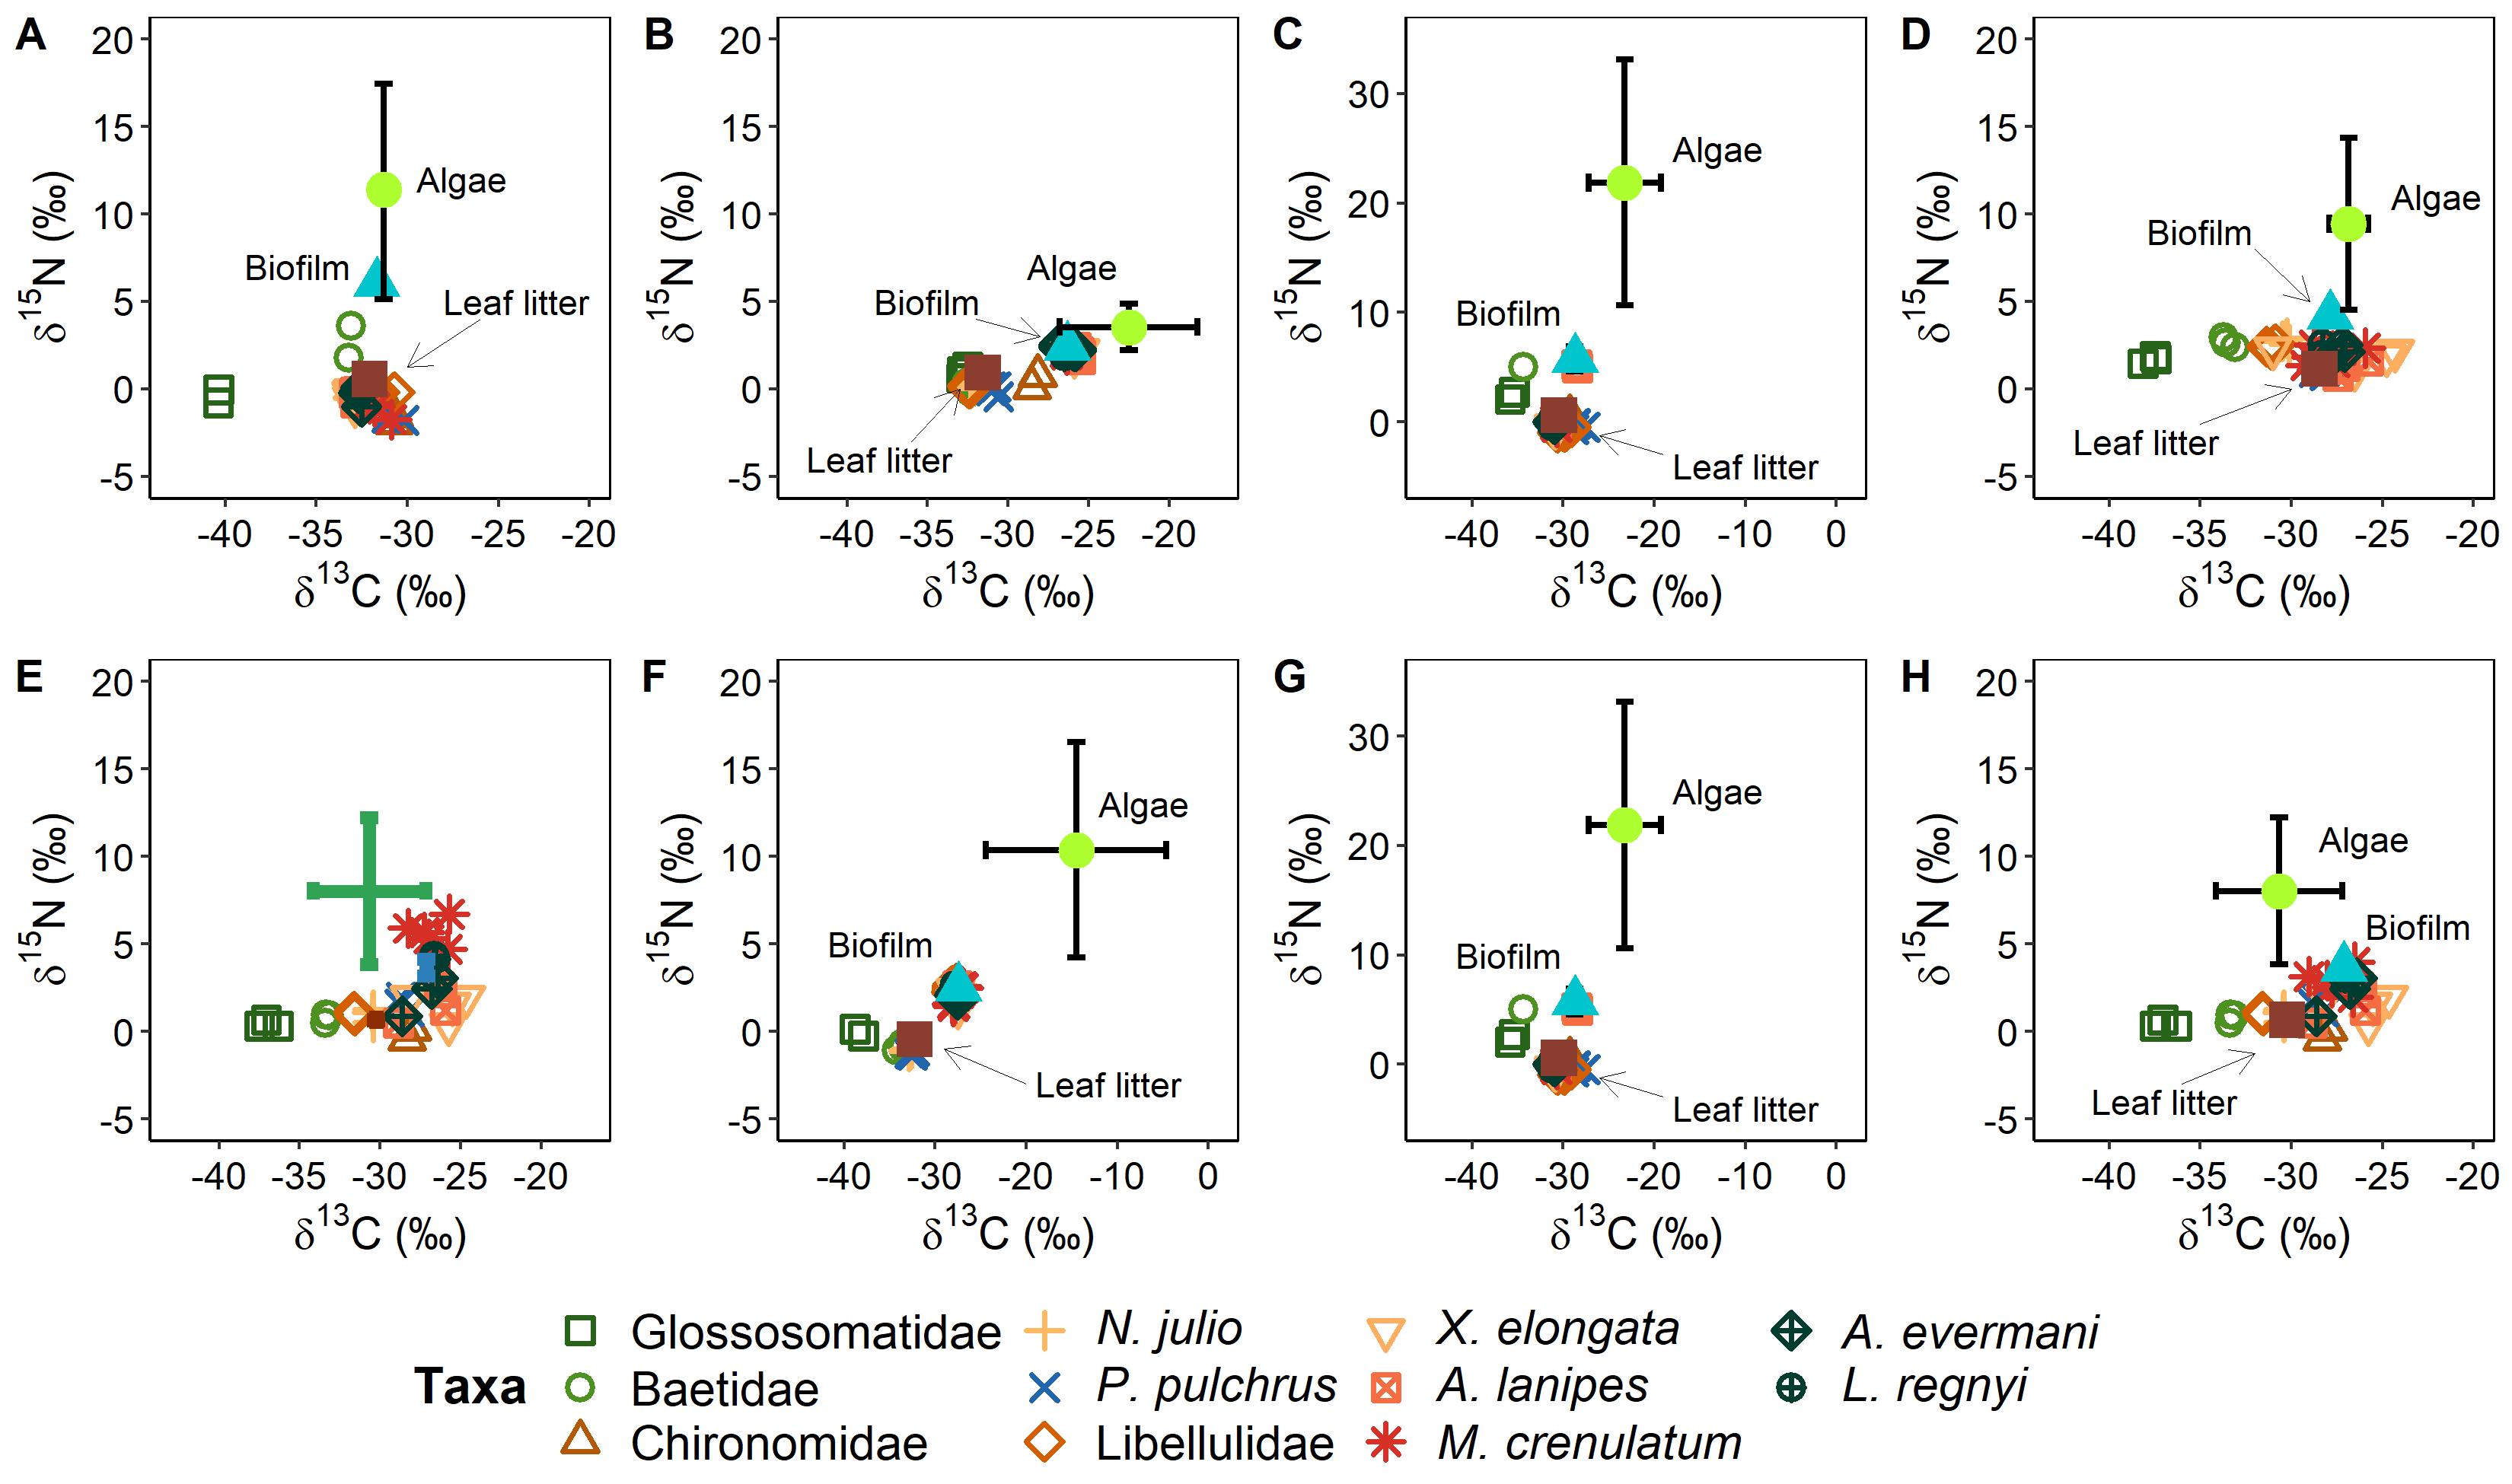 A
20
15
10
5
0
-5
δ15N (‰)
Algae
Biofilm
Leaf litter
-40 -35 -30 -25 -20
δ13C (‰)
B
20
15
10
5
0
-5
δ15N (‰)
Algae
Biofilm
Leaf litter
-40 -35 -30 -25 -20
δ13C (‰)
C
30
20
10
0
δ15N (‰)
Algae
Biofilm
Leaf litter
-40 -30 -20 -10 0
δ13C (‰)
D
20
15
10
5
0
-5
δ15N (‰)
Algae
Biofilm
Leaf litter
-40 -35 -30 -25 -20
δ13C (‰)
E
20
15
10
5
0
-5
δ15N (‰)
-40 -35 -30 -25 -20
δ13C (‰)
F
20
15
10
5
0
-5
δ15N (‰)
Algae
Biofilm
Leaf litter
-40 -30 -20 -10 0
δ13C (‰)
G
30
20
10
0
δ15N (‰)
Algae
Biofilm
Leaf litter
-40 -30 -20 -10 0
δ13C (‰)
H
20
15
10
5
0
-5
δ15N (‰)
Algae
Biofilm
Leaf litter
-40 -35 -30 -25 -20
δ13C (‰)
Taxa
Glossosomatidae N. julio X. elongata A. evermani
Baetidae P. pulchrus A. lanipes L. regnyi
Chironomidae Libellulidae M. crenulatum